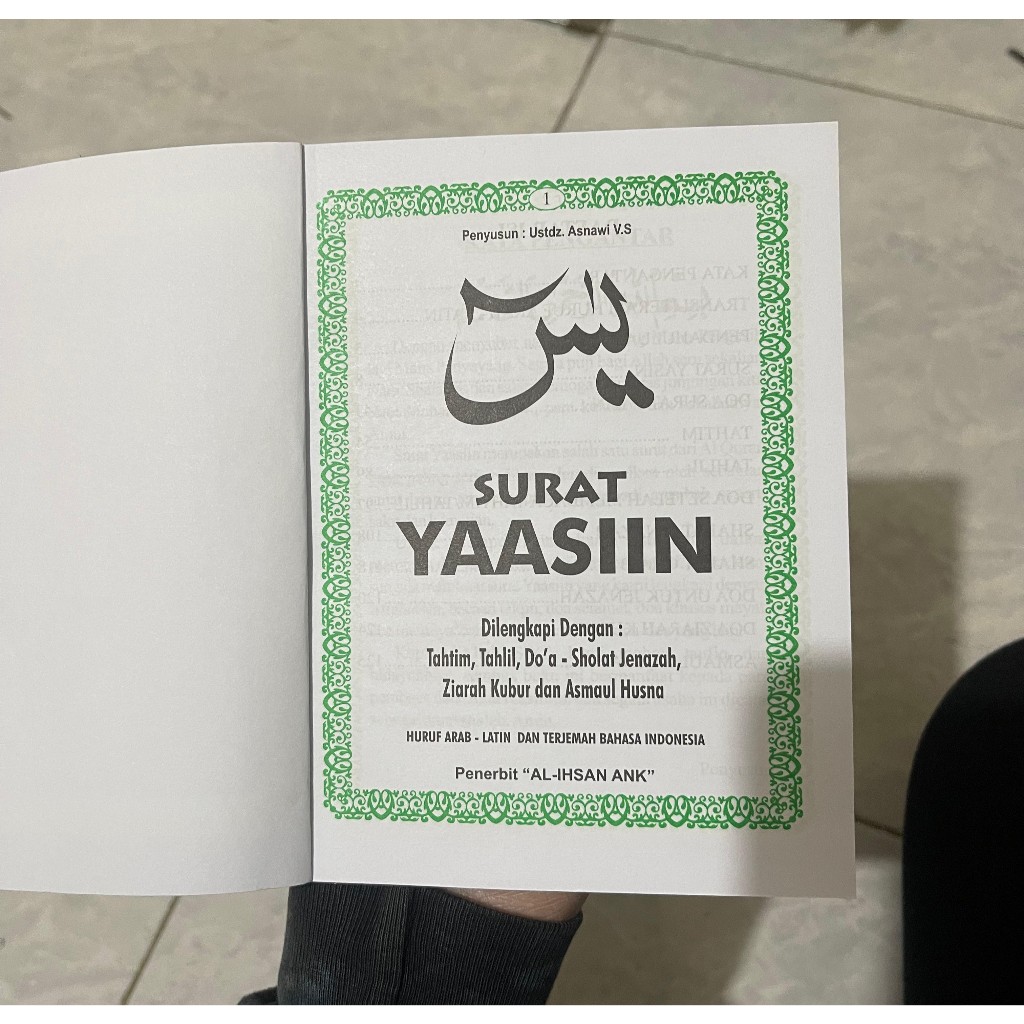 1
Penyusun : Ustdz. Asnawi V.S
يس
SURAT
YAASIIN
Dilengkapi Dengan :
Tahtim, Tahlil, Do'a - Sholat Jenazah,
Ziarah Kubur dan Asmaul Husna
HURUF ARAB - LATIN DAN TERJEMAH BAHASA INDONESIA
Penerbit "AL-IHSAN ANK"